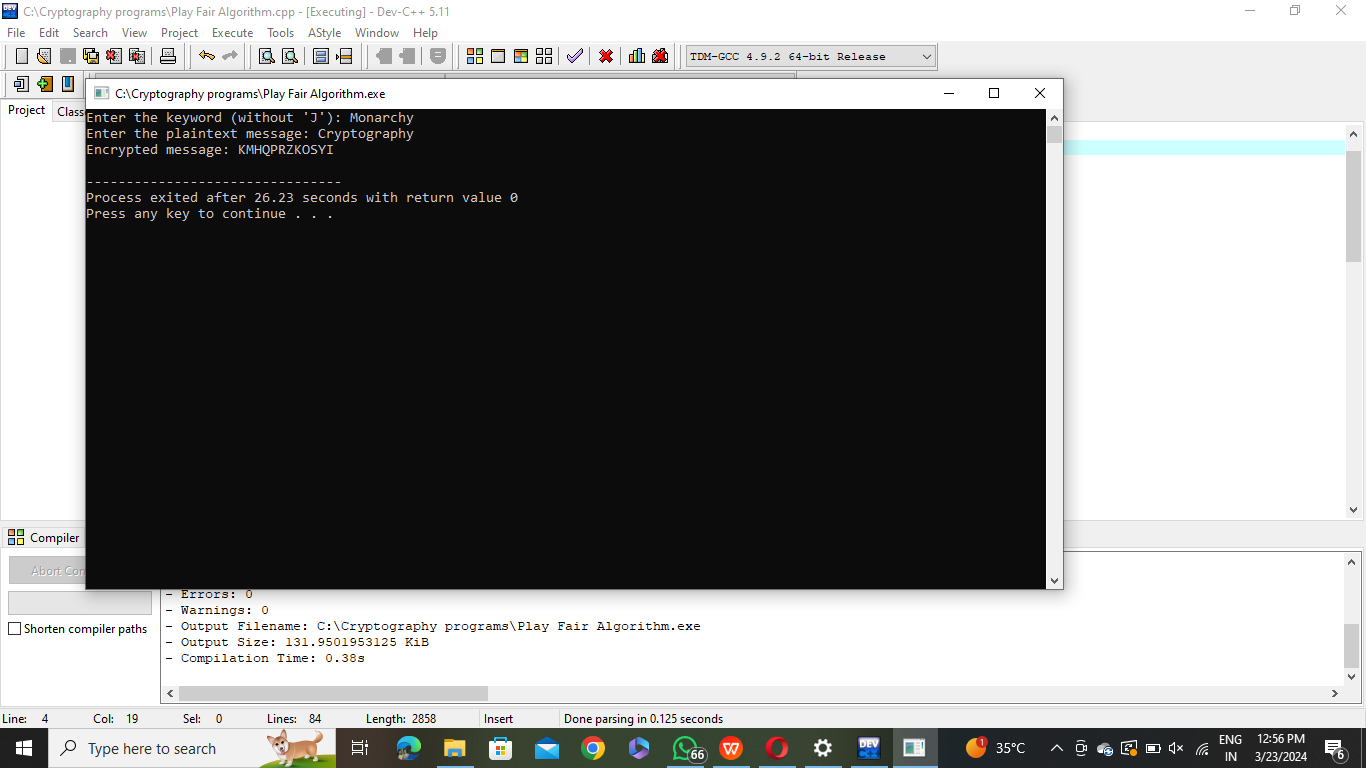 C:\Cryptography programs\Play Fair Algorithm.cpp - [Executing] - Dev-C++ 5.11
File Edit Search View Project Execute Tools AStyle Window Help
TDM-GCC 4.9.2 64-bit Release
C:\Cryptography programs\Play Fair Algorithm.exe
Project Class
Enter the keyword (without 'J'): Monarchy
Enter the plaintext message: Cryptography
Encrypted message: KMHQPRZKOSYI
--------------------------------
Process exited after 26.23 seconds with return value 0
Press any key to continue . . .
Compiler
Abort Con
- Errors: 0
- Warnings: 0
- Output Filename: C:\Cryptography programs\Play Fair Algorithm.exe
- Output Size: 131.9501953125 KiB
- Compilation Time: 0.38s
Shorten compiler paths
Line: 4 Col: 19 Sel: 0 Lines: 84 Length: 2858 Insert Done parsing in 0.125 seconds
Type here to search
66
W
DEV
1
35°C
ENG
IN
12:56 PM
3/23/2024
6